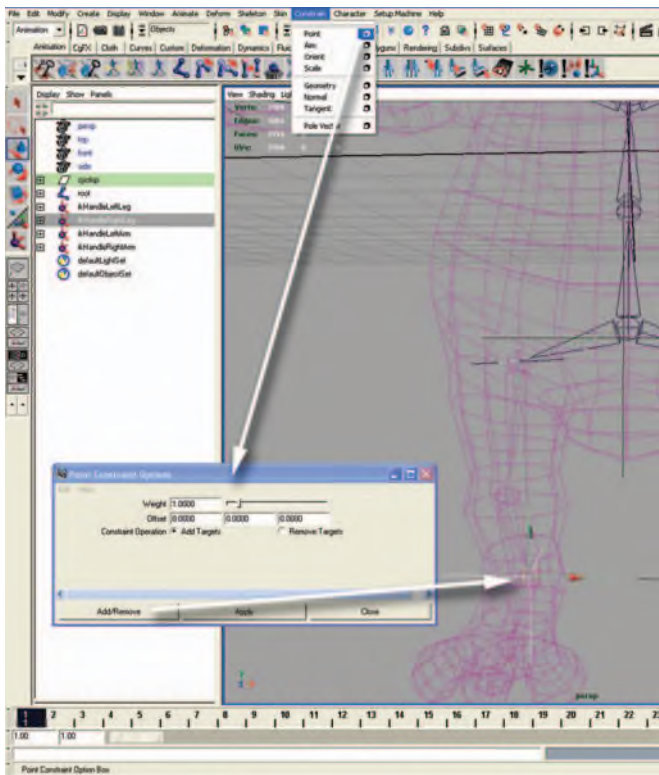 File Edit Modify Create Display Window Animate Deform Skeleton Skin Constrain Character Setup Machine Help
Animation Objects
Animation CgFX Cloth Curves Custom Deformation Dynamics Polygons Rendering Subdivs Surfaces
Point
Aim
Orient
Scale
Geometry
Normal
Tangent
Pole Vector
Display Show Panels
View Shading
Verts:
Edges:
Faces:
UVs:
persp
top
front
side
root
ikHandleLeftLeg
ikHandleRightLeg
ikHandleLeftArm
ikHandleRightArm
defaultLightSet
defaultObjectSet
Point Constraint Options
Edit Help
Weight 1.0000
Offset 0.0000 0.0000 0.0000
Constraint Operation Add Targets Remove Targets
Add/Remove Apply Close
persp
1 2 3 4 5 6 7 8 9 10 11 12 13 14 15 16 17 18 19 20 21 22
1.00 1.00
Point Constraint Option Box